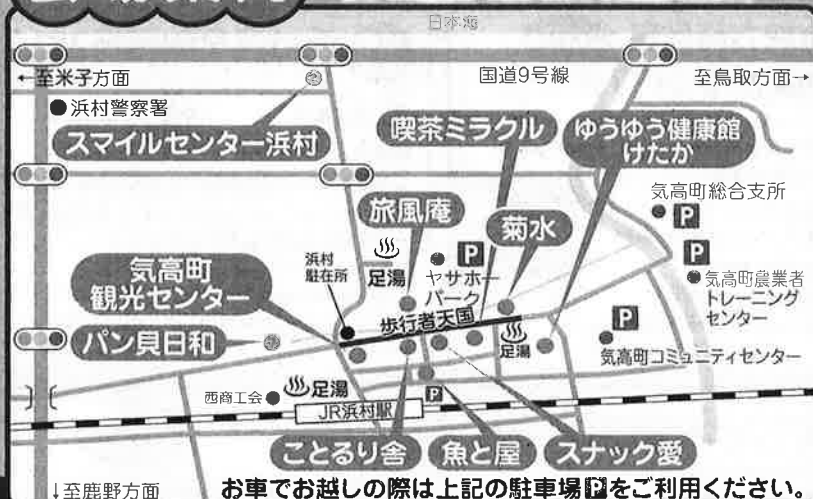 日本海
←至米子方面
国道9号線
至鳥取方面→
●浜村警察署
スマイルセンター浜村
喫茶ミラクル
ゆうゆう健康館
けたか
気高町総合支所
P
旅風庵
菊水
P
足湯
ヤサホー
パーク
P
気高町農業者
トレーニング
センター
浜村
駐在所
気高町
観光センター
歩行者天国
足湯
P
気高町コミュニティセンター
パン貝日和
西商工会
足湯
P
JR浜村駅
ことるり舎
魚と屋
スナック愛
↓至鹿野方面
お車でお越しの際は上記の駐車場Pをご利用ください。